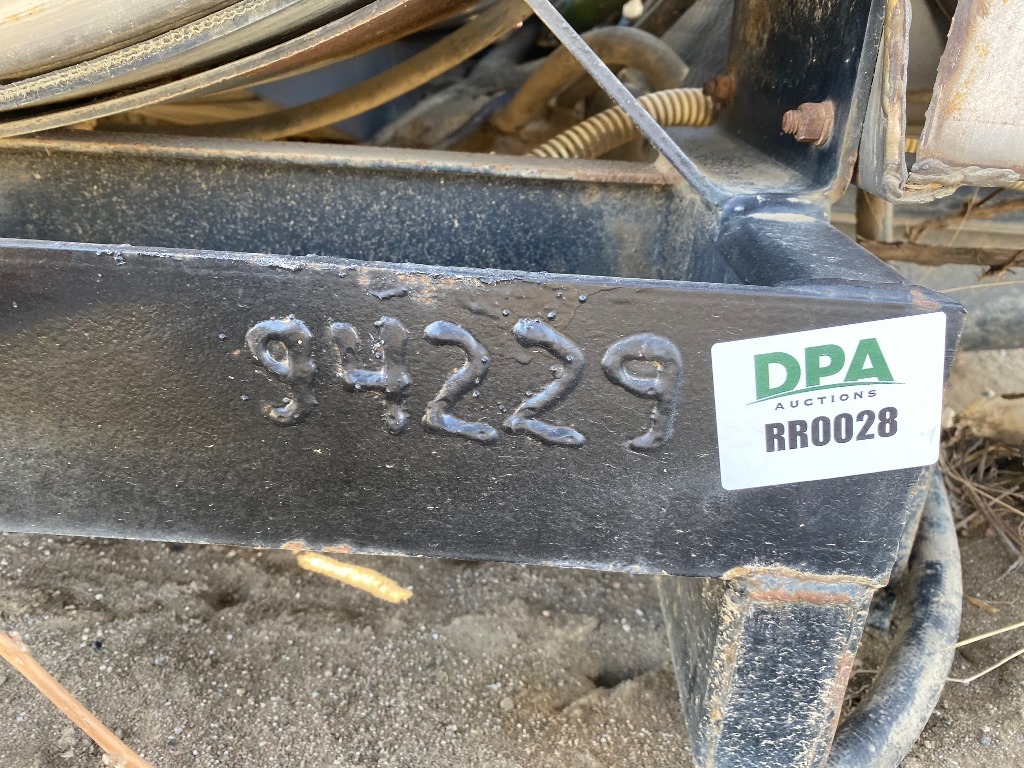 94229
DPA
AUCTIONS
RR0028